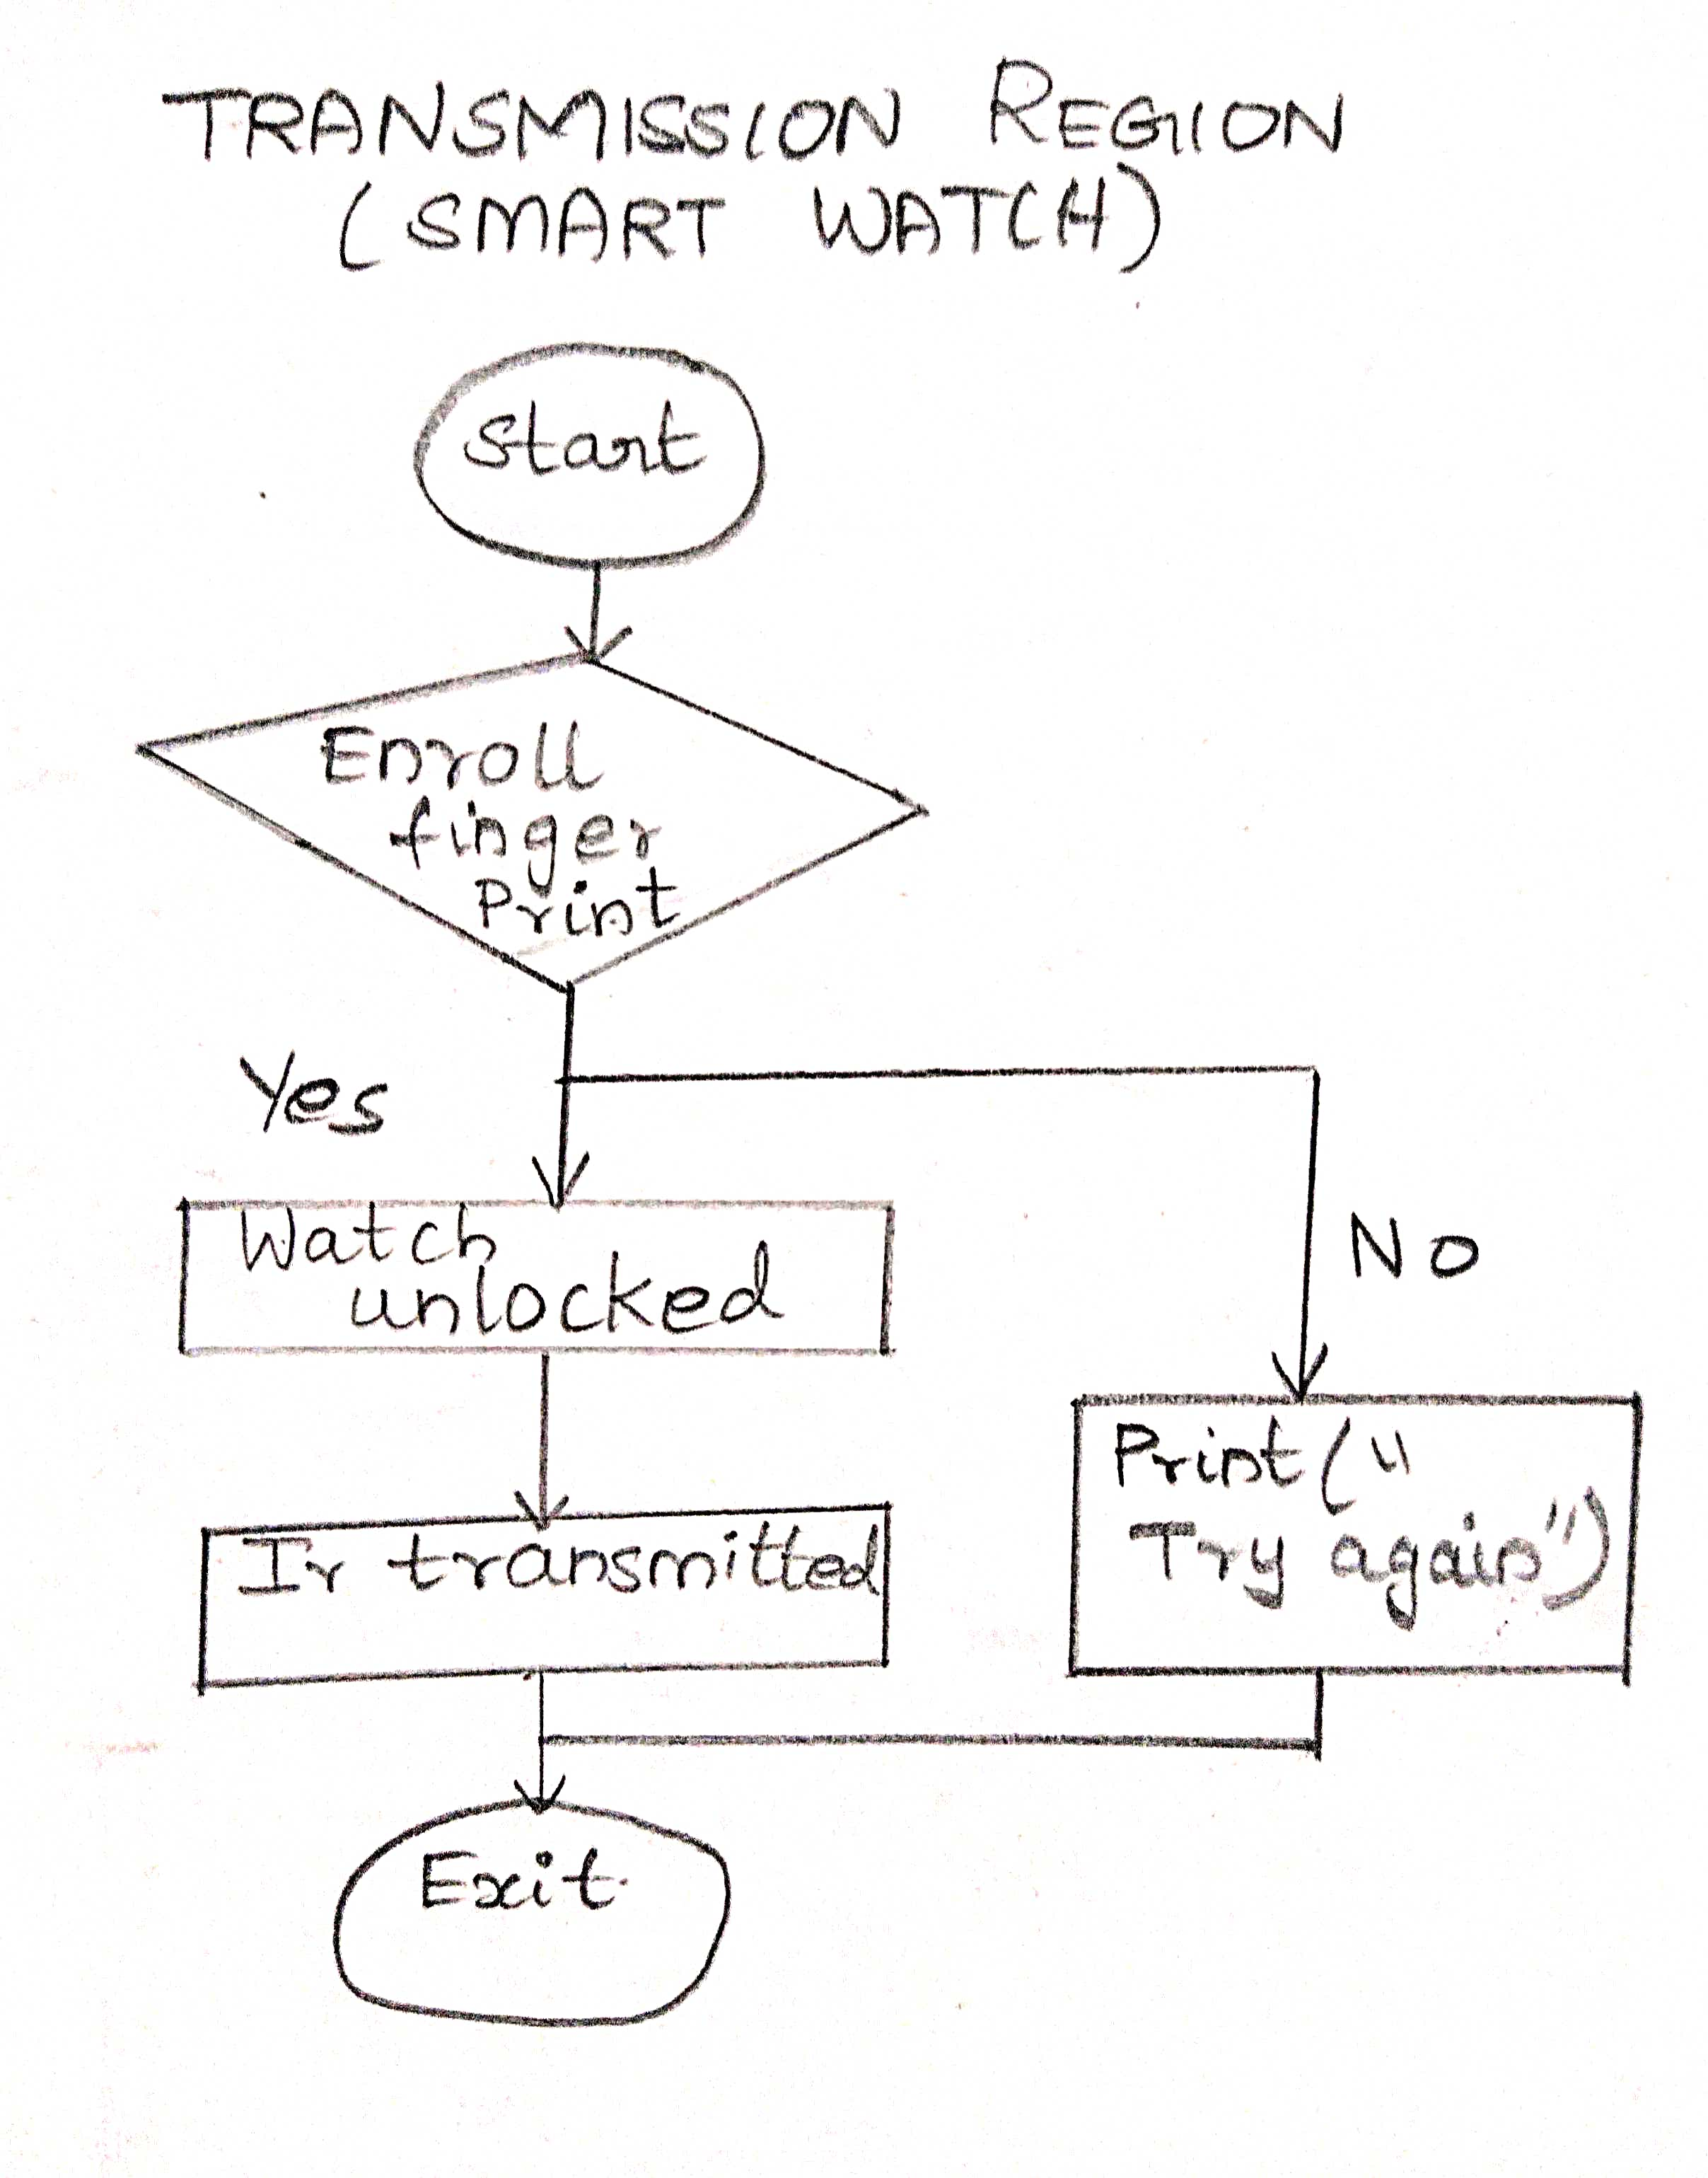 TRANSMISSION REGION
(SMART WATCH)
Start
Enroll
finger
Print
Yes
Watch
unlocked
No
Ir transmitted
Print("
Try again")
Exit